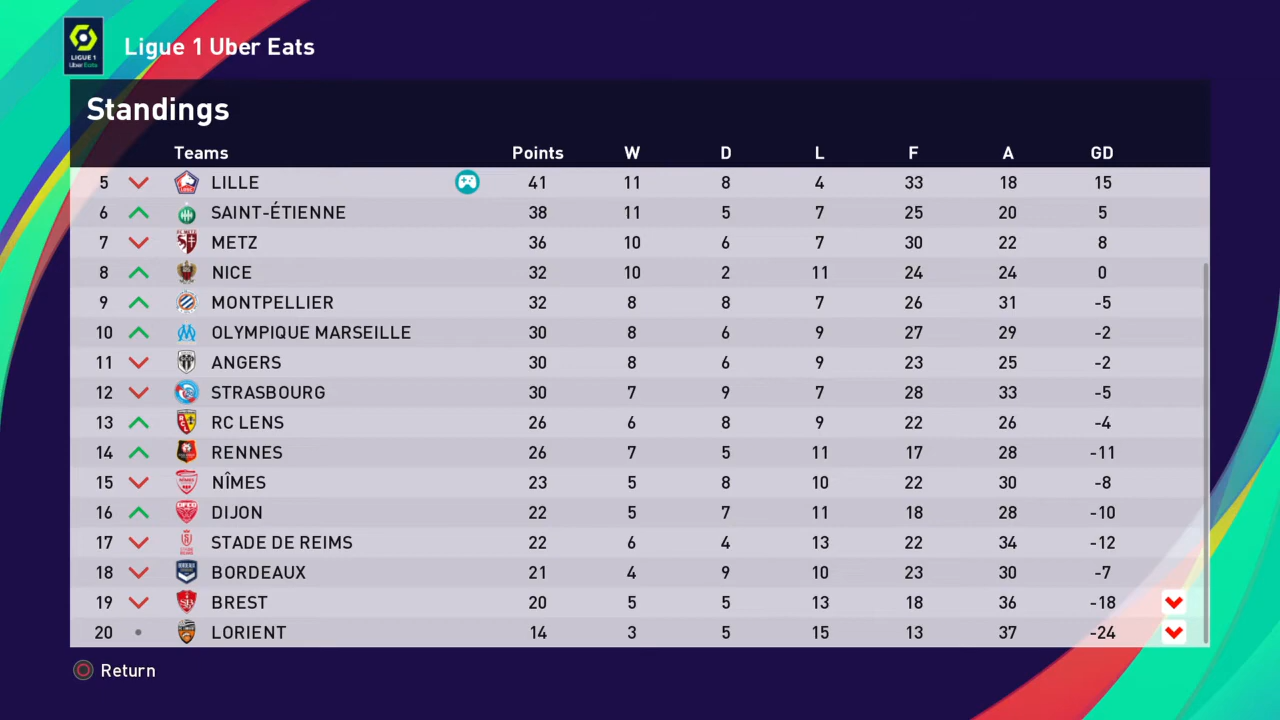 LIGUE 1
Uber Eats
Ligue 1 Uber Eats
Standings
Teams Points W D L F A GD
5 LILLE 41 11 8 4 33 18 15
6 SAINT-ÉTIENNE 38 11 5 7 25 20 5
7 METZ 36 10 6 7 30 22 8
8 NICE 32 10 2 11 24 24 0
9 MONTPELLIER 32 8 8 7 26 31 -5
10 OLYMPIQUE MARSEILLE 30 8 6 9 27 29 -2
11 ANGERS 30 8 6 9 23 25 -2
12 STRASBOURG 30 7 9 7 28 33 -5
13 RC LENS 26 6 8 9 22 26 -4
14 RENNES 26 7 5 11 17 28 -11
15 NÎMES 23 5 8 10 22 30 -8
16 DIJON 22 5 7 11 18 28 -10
17 STADE DE REIMS 22 6 4 13 22 34 -12
18 BORDEAUX 21 4 9 10 23 30 -7
19 BREST 20 5 5 13 18 36 -18
20 LORIENT 14 3 5 15 13 37 -24
Return